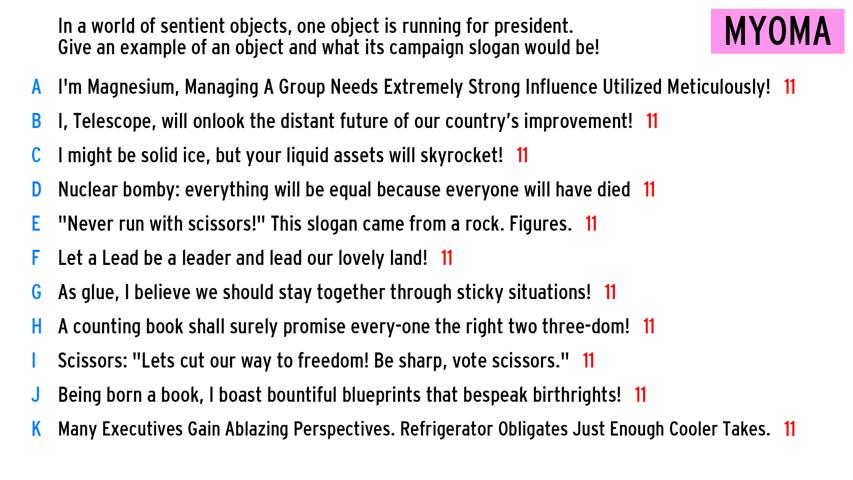 In a world of sentient objects, one object is running for president.
Give an example of an object and what its campaign slogan would be!
MYOMA
A I'm Magnesium, Managing A Group Needs Extremely Strong Influence Utilized Meticulously! 11
B I, Telescope, will onlook the distant future of our country's improvement! 11
C I might be solid ice, but your liquid assets will skyrocket! 11
D Nuclear bomby: everything will be equal because everyone will have died 11
E "Never run with scissors!" This slogan came from a rock. Figures. 11
F Let a Lead be a leader and lead our lovely land! 11
G As glue, I believe we should stay together through sticky situations! 11
H A counting book shall surely promise every-one the right two three-dom! 11
I Scissors: "Lets cut our way to freedom! Be sharp, vote scissors." 11
J Being born a book, I boast bountiful blueprints that bespeak birthrights! 11
K Many Executives Gain Ablazing Perspectives. Refrigerator Obligates Just Enough Cooler Takes. 11